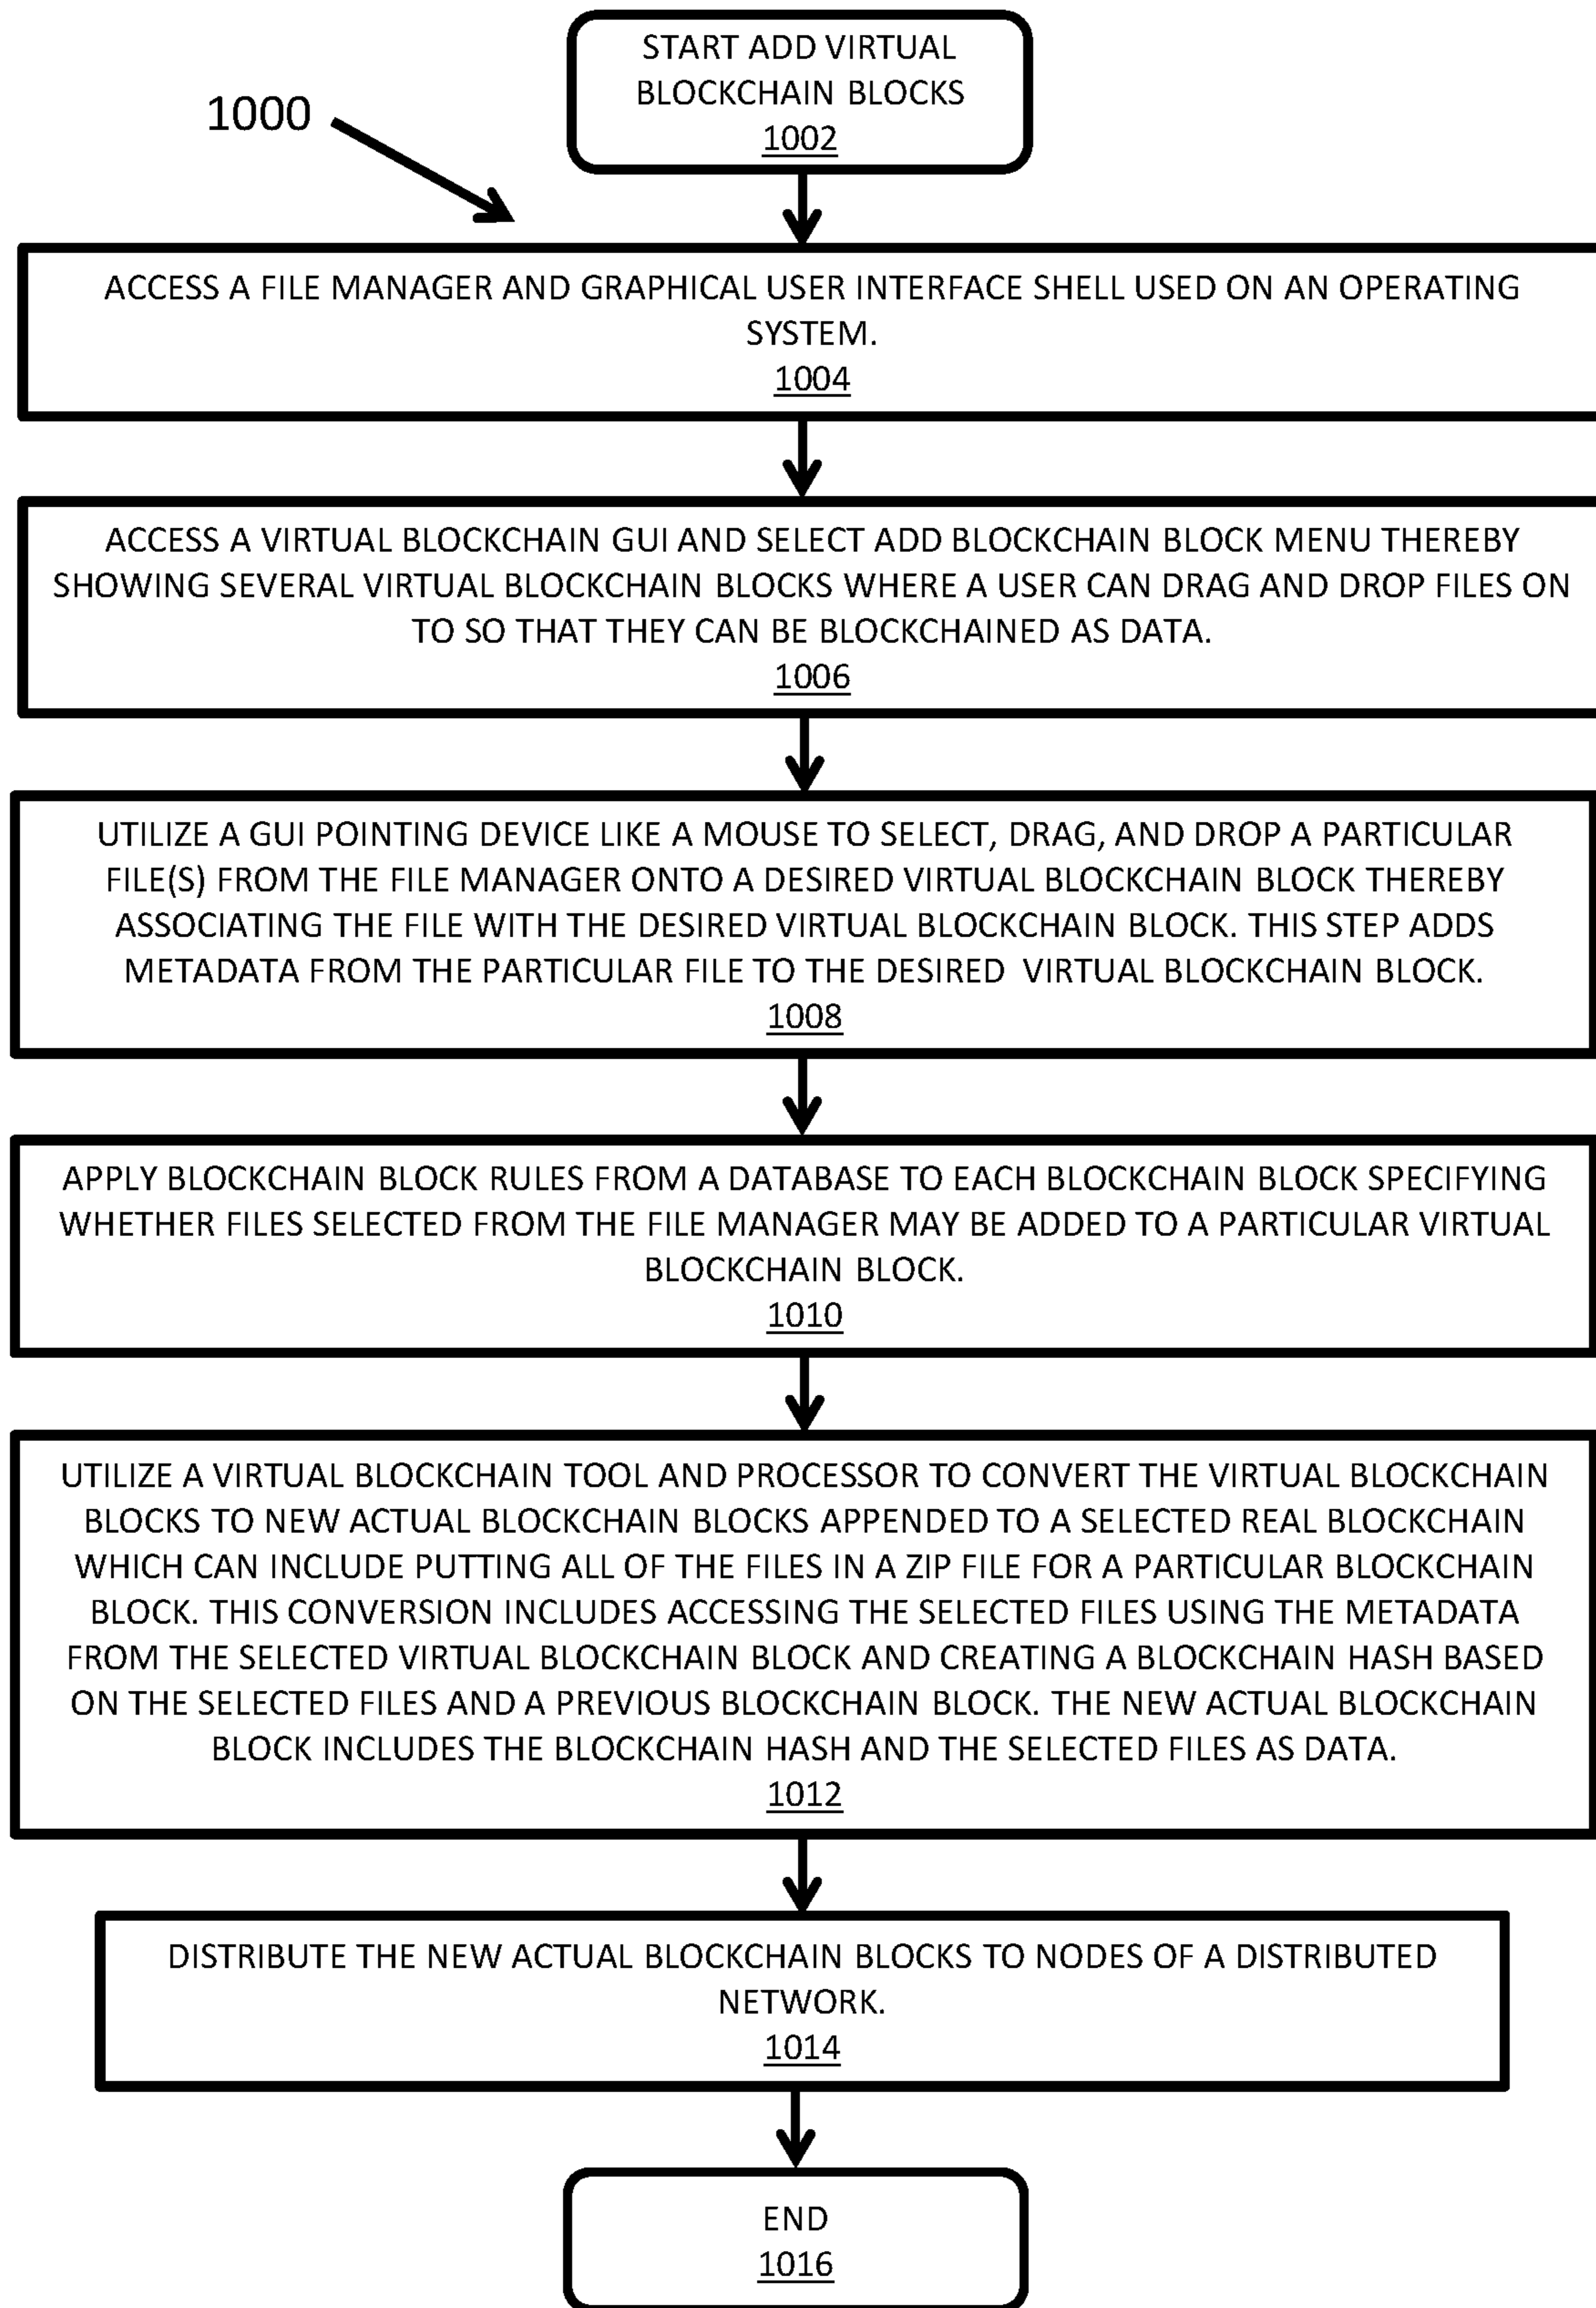 START ADD VIRTUAL
BLOCKCHAIN BLOCKS
1002
1000
ACCESS A FILE MANAGER AND GRAPHICAL USER INTERFACE SHELL USED ON AN OPERATING
SYSTEM.
1004
ACCESS A VIRTUAL BLOCKCHAIN GUI AND SELECT ADD BLOCKCHAIN BLOCK MENU THEREBY
SHOWING SEVERAL VIRTUAL BLOCKCHAIN BLOCKS WHERE A USER CAN DRAG AND DROP FILES ON
TO SO THAT THEY CAN BE BLOCKCHAINED AS DATA.
1006
UTILIZE A GUI POINTING DEVICE LIKE A MOUSE TO SELECT, DRAG, AND DROP A PARTICULAR
FILE(S) FROM THE FILE MANAGER ONTO A DESIRED VIRTUAL BLOCKCHAIN BLOCK THEREBY
ASSOCIATING THE FILE WITH THE DESIRED VIRTUAL BLOCKCHAIN BLOCK. THIS STEP ADDS
METADATA FROM THE PARTICULAR FILE TO THE DESIRED VIRTUAL BLOCKCHAIN BLOCK.
1008
APPLY BLOCKCHAIN BLOCK RULES FROM A DATABASE TO EACH BLOCKCHAIN BLOCK SPECIFYING
WHETHER FILES SELECTED FROM THE FILE MANAGER MAY BE ADDED TO A PARTICULAR VIRTUAL
BLOCKCHAIN BLOCK.
1010
UTILIZE A VIRTUAL BLOCKCHAIN TOOL AND PROCESSOR TO CONVERT THE VIRTUAL BLOCKCHAIN
BLOCKS TO NEW ACTUAL BLOCKCHAIN BLOCKS APPENDED TO A SELECTED REAL BLOCKCHAIN
WHICH CAN INCLUDE PUTTING ALL OF THE FILES IN A ZIP FILE FOR A PARTICULAR BLOCKCHAIN
BLOCK. THIS CONVERSION INCLUDES ACCESSING THE SELECTED FILES USING THE METADATA
FROM THE SELECTED VIRTUAL BLOCKCHAIN BLOCK AND CREATING A BLOCKCHAIN HASH BASED
ON THE SELECTED FILES AND A PREVIOUS BLOCKCHAIN BLOCK. THE NEW ACTUAL BLOCKCHAIN
BLOCK INCLUDES THE BLOCKCHAIN HASH AND THE SELECTED FILES AS DATA.
1012
DISTRIBUTE THE NEW ACTUAL BLOCKCHAIN BLOCKS TO NODES OF A DISTRIBUTED
NETWORK.
1014
END
1016